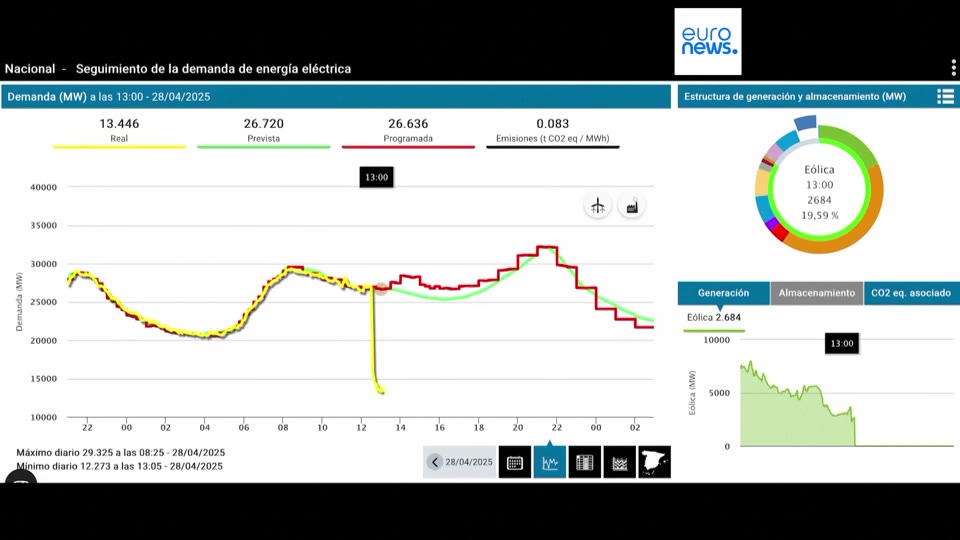 euro
news.
Nacional - Seguimiento de la demanda de energía eléctrica
Demanda (MW) a las 13:00 - 28/04/2025
13.446 26.720 26.636 0.083
Real Prevista Programada Emisiones (t CO2 eq / MWh)
13:00
40000
35000
30000
25000
20000
15000
10000
Demanda (MW)
22 00 02 04 06 08 10 12 14 16 18 20 22 00 02
Máximo diario 29.325 a las 08:25 - 28/04/2025
Mínimo diario 12.273 a las 13:05 - 28/04/2025
28/04/2025
Estructura de generación y almacenamiento (MW)
Eólica
13:00
2684
19,59 %
Generación Almacenamiento CO2 eq. asociado
Eólica 2.684
13:00
10000
5000
0
Eólica (MW)